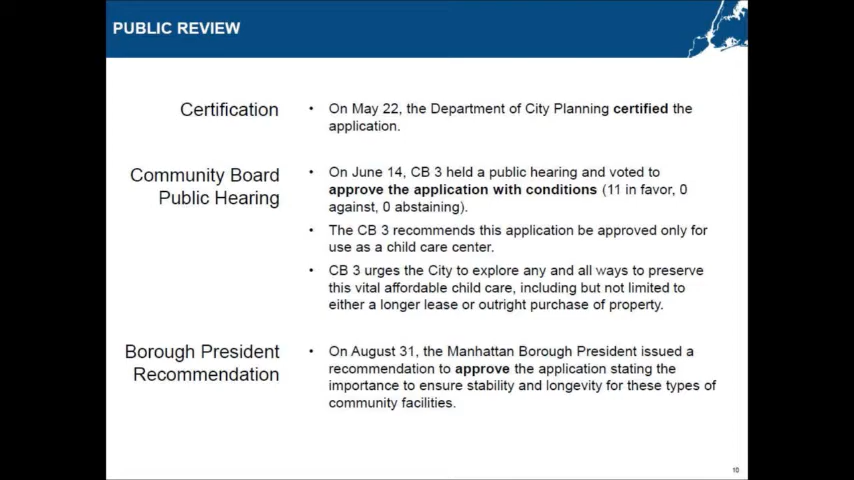 PUBLIC REVIEW
Certification
• On May 22, the Department of City Planning certified the
application.
Community Board
Public Hearing
• On June 14, CB 3 held a public hearing and voted to
approve the application with conditions (11 in favor, 0
against, 0 abstaining).
• The CB 3 recommends this application be approved only for
use as a child care center.
• CB 3 urges the City to explore any and all ways to preserve
this vital affordable child care, including but not limited to
either a longer lease or outright purchase of property.
Borough President
Recommendation
• On August 31, the Manhattan Borough President issued a
recommendation to approve the application stating the
importance to ensure stability and longevity for these types of
community facilities.
10